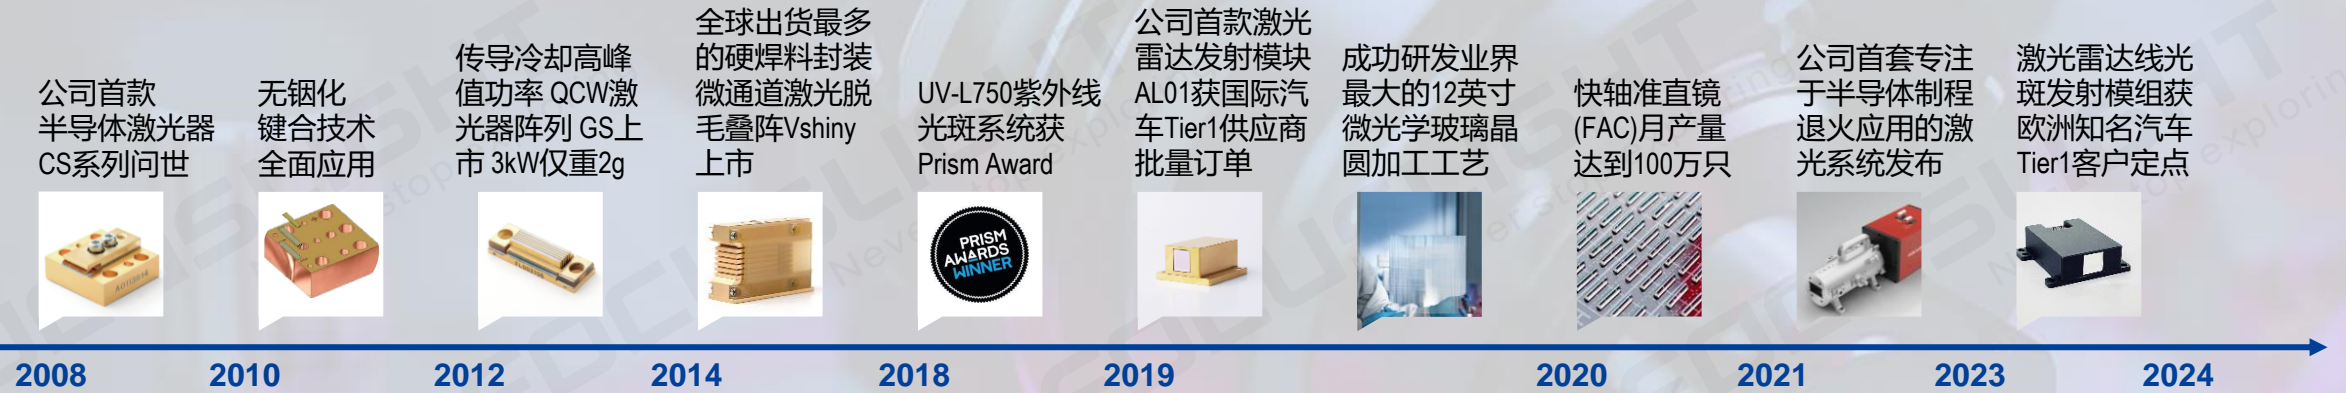 公司首款
半导体激光器
CS系列问世
无铟化
键合技术
全面应用
传导冷却高峰
值功率 QCW激
光器阵列 GS上
市 3kW仅重2g
全球出货最多
的硬焊料封装
微通道激光脱
毛叠阵Vshiny
上市
UV-L750紫外线
光斑系统获
Prism Award
公司首款激光
雷达发射模块
AL01获国际汽
车Tier1供应商
批量订单
成功研发业界
最大的12英寸
微光学玻璃晶
圆加工工艺
快轴准直镜
(FAC)月产量
达到100万只
公司首套专注
于半导体制程
退火应用的激
光系统发布
激光雷达线光
斑发射模组获
欧洲知名汽车
Tier1客户定点
PRISM
AWARDS
WINNER
2008
2010
2012
2014
2018
2019
2020
2021
2023
2024